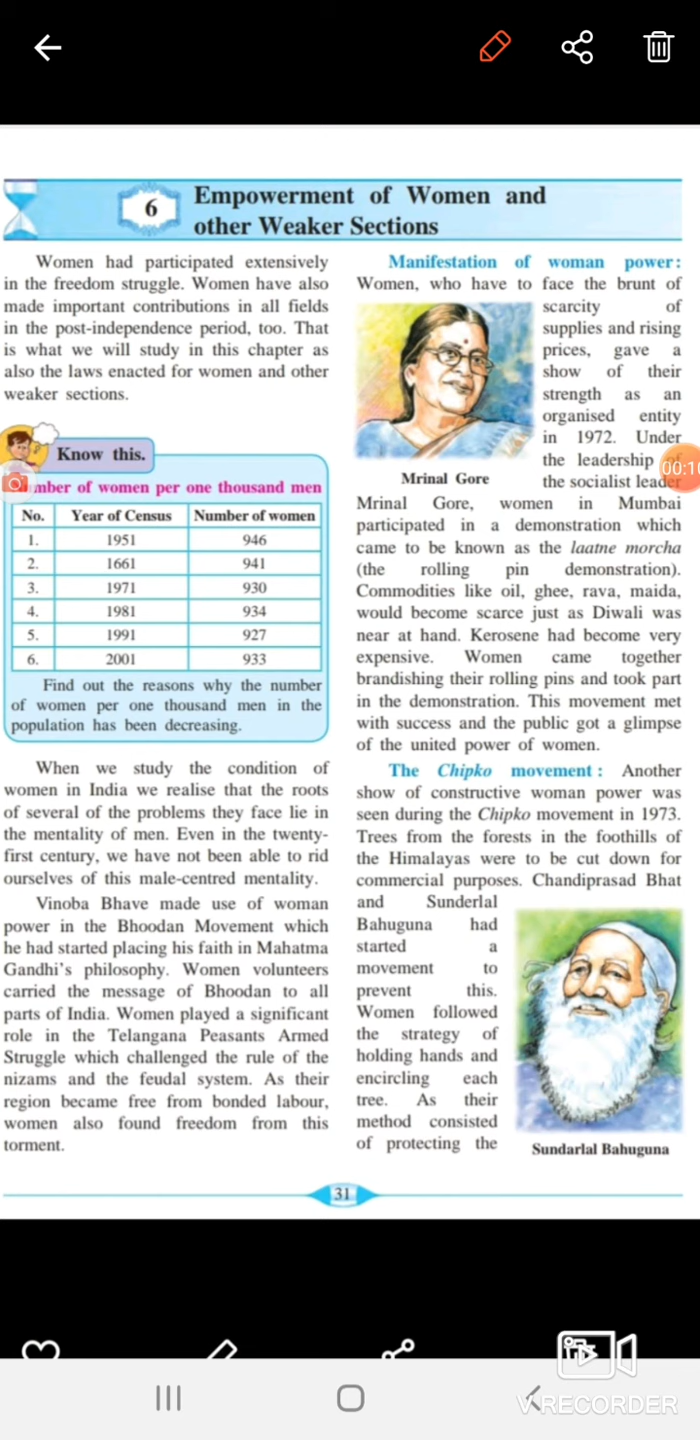 6
Empowerment of Women and
other Weaker Sections
Women had participated extensively
in the freedom struggle. Women have also
made important contributions in all fields
in the post-independence period, too. That
is what we will study in this chapter as
also the laws enacted for women and other
weaker sections.
Know this.
mber of women per one thousand men
No. Year of Census Number of women
1. 1951 946
2. 1661 941
3. 1971 930
4. 1981 934
5. 1991 927
6. 2001 933
Find out the reasons why the number
of women per one thousand men in the
population has been decreasing.
When we study the condition of
women in India we realise that the roots
of several of the problems they face lie in
the mentality of men. Even in the twenty-
first century, we have not been able to rid
ourselves of this male-centred mentality.
Vinoba Bhave made use of woman
power in the Bhoodan Movement which
he had started placing his faith in Mahatma
Gandhi's philosophy. Women volunteers
carried the message of Bhoodan to all
parts of India. Women played a significant
role in the Telangana Peasants Armed
Struggle which challenged the rule of the
nizams and the feudal system. As their
region became free from bonded labour,
women also found freedom from this
torment.
Manifestation of woman power :
Women, who have to face the brunt of
scarcity of
supplies and rising
prices, gave a
show of their
strength as an
organised entity
in 1972. Under
the leadership
the socialist leader
Mrinal Gore
Mrinal Gore, women in Mumbai
participated in a demonstration which
came to be known as the laatne morcha
(the rolling pin demonstration).
Commodities like oil, ghee, rava, maida,
would become scarce just as Diwali was
near at hand. Kerosene had become very
expensive. Women came together
brandishing their rolling pins and took part
in the demonstration. This movement met
with success and the public got a glimpse
of the united power of women.
The Chipko movement : Another
show of constructive woman power was
seen during the Chipko movement in 1973.
Trees from the forests in the foothills of
the Himalayas were to be cut down for
commercial purposes. Chandiprasad Bhat
and Sunderlal
Bahuguna had
started a
movement to
prevent this.
Women followed
the strategy of
holding hands and
encircling each
tree. As their
method consisted
of protecting the
Sundarlal Bahuguna
31
V RECORDER